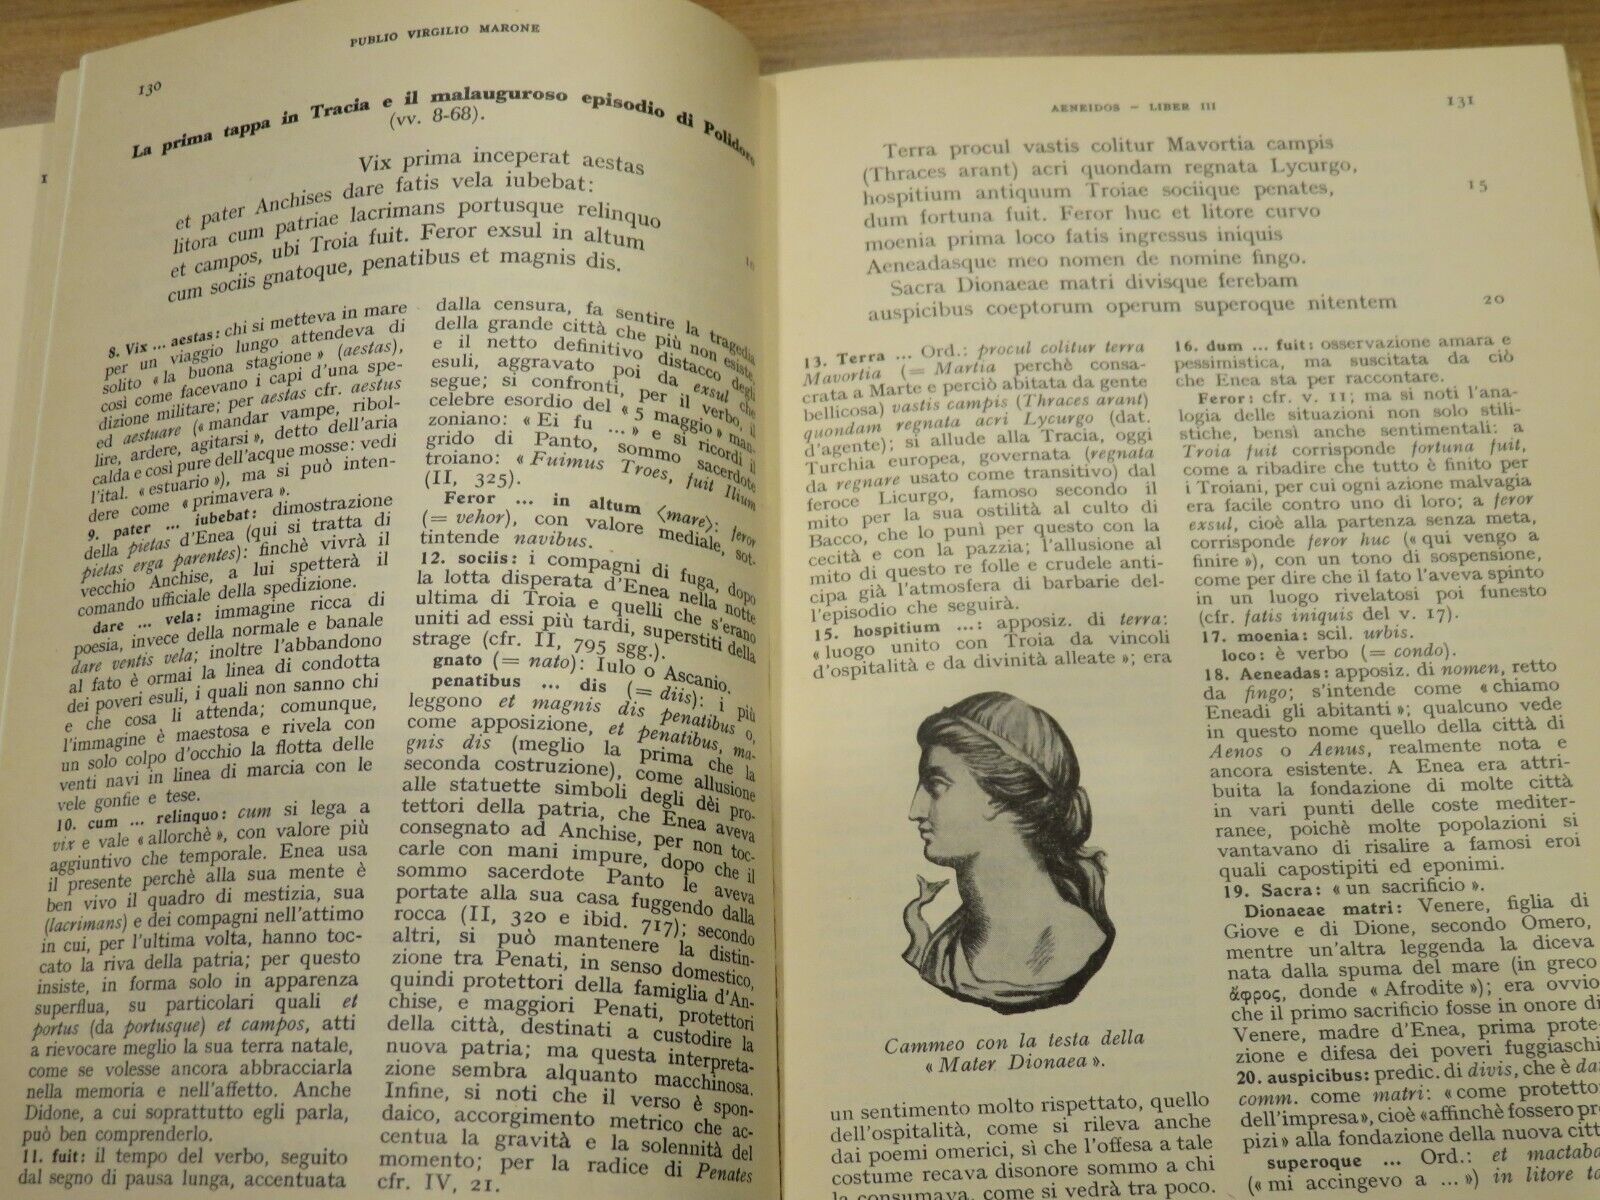 PUBLIO VIRGILIO MARONE
130
La prima tappa in Tracia e il malauguroso episodio di Polidoro
(vv. 8-68).
Vix prima inceperat aestas
et pater Anchises dare fatis vela iubebat:
litora cum patriae lacrimans portusque relinquo
et campos, ubi Troia fuit. Feror exsul in altum
cum sociis gnatoque, penatibus et magnis dis.
10
8. Vix ... aestas: chi si metteva in mare
per un viaggio lungo attendeva di
solito « la buona stagione » (aestas),
così come facevano i capi d'una spe-
dizione militare; per aestas cfr. aestus
ed aestuare (« mandar vampe, ribol-
lire, ardere, agitarsi », detto dell'aria
calda e così pure dell'acque mosse: vedi
l'ital. « estuario »), ma si può inten-
dere come « primavera ».
9. pater ... iubebat: dimostrazione
della pietas d'Enea (qui si tratta di
pietas erga parentes): finchè vivrà il
vecchio Anchise, a lui spetterà il
comando ufficiale della spedizione.
dare ... vela: immagine ricca di
poesia, invece della normale e banale
dare ventis vela; inoltre l'abbandono
al fato è ormai la linea di condotta
dei poveri esuli, i quali non sanno chi
e che cosa li attenda; comunque,
l'immagine è maestosa e rivela con
un solo colpo d'occhio la flotta delle
venti navi in linea di marcia con le
vele gonfie e tese.
10. cum ... relinquo: cum si lega a
vix e vale « allorchè », con valore più
aggiuntivo che temporale. Enea usa
il presente perchè alla sua mente è
ben vivo il quadro di mestizia, sua
(lacrimans) e dei compagni nell'attimo
in cui, per l'ultima volta, hanno toc-
cato la riva della patria; per questo
insiste, in forma solo in apparenza
superflua, su particolari quali et
portus (da portusque) et campos, atti
a rievocare meglio la sua terra natale,
come se volesse ancora abbracciarla
nella memoria e nell'affetto. Anche
Didone, a cui soprattutto egli parla,
può ben comprenderlo.
11. fuit: il tempo del verbo, seguito
dal segno di pausa lunga, accentuata
dalla censura, fa sentire la tragedia
della grande città che più non esiste
e il netto definitivo distacco degli
esuli, aggravato poi da exsul che
segue; si confronti, per il verbo, il
celebre esordio del « 5 maggio » man-
zoniano: « Ei fu ... » e si ricordi il
grido di Panto, sommo sacerdote
troiano: « Fuimus Troes, fuit Ilium
(II, 325).
Feror ... in altum ⟨mare⟩: feror
(= vehor), con valore mediale, sot-
tintende navibus.
12. sociis: i compagni di fuga, dopo
la lotta disperata d'Enea nella notte
ultima di Troia e quelli che s'erano
uniti ad essi più tardi, superstiti della
strage (cfr. II, 795 sgg.).
gnato (= nato): Iulo o Ascanio.
penatibus ... dis (= diis): i più
leggono et magnis dis penatibus o,
come apposizione, et penatibus, ma-
gnis dis (meglio la prima che la
seconda costruzione), come allusione
alle statuette simboli degli dèi pro-
tettori della patria, che Enea aveva
consegnato ad Anchise, per non toc-
carle con mani impure, dopo che il
sommo sacerdote Panto le aveva
portate alla sua casa fuggendo dalla
rocca (II, 320 e ibid. 717); secondo
altri, si può mantenere la distin-
zione tra Penati, in senso domestico,
quindi protettori della famiglia d'An-
chise, e maggiori Penati, protettori
della città, destinati a custodire la
nuova patria; ma questa interpreta-
zione sembra alquanto macchinosa.
Infine, si noti che il verso è spon-
daico, accorgimento metrico che ac-
centua la gravità e la solennità del
momento; per la radice di Penates
cfr. IV, 21.
AENEIDOS – LIBER III
131
Terra procul vastis colitur Mavortia campis
(Thraces arant) acri quondam regnata Lycurgo,
hospitium antiquum Troiae sociique penates,
15
dum fortuna fuit. Feror huc et litore curvo
moenia prima loco fatis ingressus iniquis
Aeneadasque meo nomen de nomine fingo.
Sacra Dionaeae matri divisque ferebam
auspicibus coeptorum operum superoque nitentem
20
13. Terra ... Ord.: procul colitur terra
Mavortia (= Martia perchè consa-
crata a Marte e perciò abitata da gente
bellicosa) vastis campis (Thraces arant)
quondam regnata acri Lycurgo (dat.
d'agente); si allude alla Tracia, oggi
Turchia europea, governata (regnata
da regnare usato come transitivo) dal
feroce Licurgo, famoso secondo il
mito per la sua ostilità al culto di
Bacco, che lo punì per questo con la
cecità e con la pazzia; l'allusione al
mito di questo re folle e crudele anti-
cipa già l'atmosfera di barbarie del-
l'episodio che seguirà.
15. hospitium ...: apposiz. di terra:
« luogo unito con Troia da vincoli
d'ospitalità e da divinità alleate »; era
Cammeo con la testa della
« Mater Dionaea ».
un sentimento molto rispettato, quello
dell'ospitalità, come si rileva anche
dai poemi omerici, sì che l'offesa a tale
costume recava disonore sommo a chi
la consumava, come si vedrà tra poco.
16. dum ... fuit: osservazione amara e
pessimistica, ma suscitata da ciò
che Enea sta per raccontare.
Feror: cfr. v. 11; ma si noti l'ana-
logia delle situazioni non solo stili-
stiche, bensì anche sentimentali: a
Troia fuit corrisponde fortuna fuit,
come a ribadire che tutto è finito per
i Troiani, per cui ogni azione malvagia
era facile contro uno di loro; a feror
exsul, cioè alla partenza senza meta,
corrisponde feror huc (« qui vengo a
finire »), con un tono di sospensione,
come per dire che il fato l'aveva spinto
in un luogo rivelatosi poi funesto
(cfr. fatis iniquis del v. 17).
17. moenia: scil. urbis.
loco: è verbo (= condo).
18. Aeneadas: apposiz. di nomen, retto
da fingo; s'intende come « chiamo
Eneadi gli abitanti »; qualcuno vede
in questo nome quello della città di
Aenos o Aenus, realmente nota e
ancora esistente. A Enea era attri-
buita la fondazione di molte città
in vari punti delle coste mediter-
ranee, poichè molte popolazioni si
vantavano di risalire a famosi eroi
quali capostipiti ed eponimi.
19. Sacra: « un sacrificio ».
Dionaeae matri: Venere, figlia di
Giove e di Dione, secondo Omero,
mentre un'altra leggenda la diceva
nata dalla spuma del mare (in greco
ἄφρος, donde « Afrodite »); era ovvio
che il primo sacrificio fosse in onore di
Venere, madre d'Enea, prima prote-
zione e difesa dei poveri fuggiaschi
20. auspicibus: predic. di divis, che è dat
comm. come matri: « come protetto
dell'impresa», cioè «affinchè fossero pr
pizi» alla fondazione della nuova citt
superoque ... Ord.: et mactaba
(« mi accingevo a ... ») in litore ta